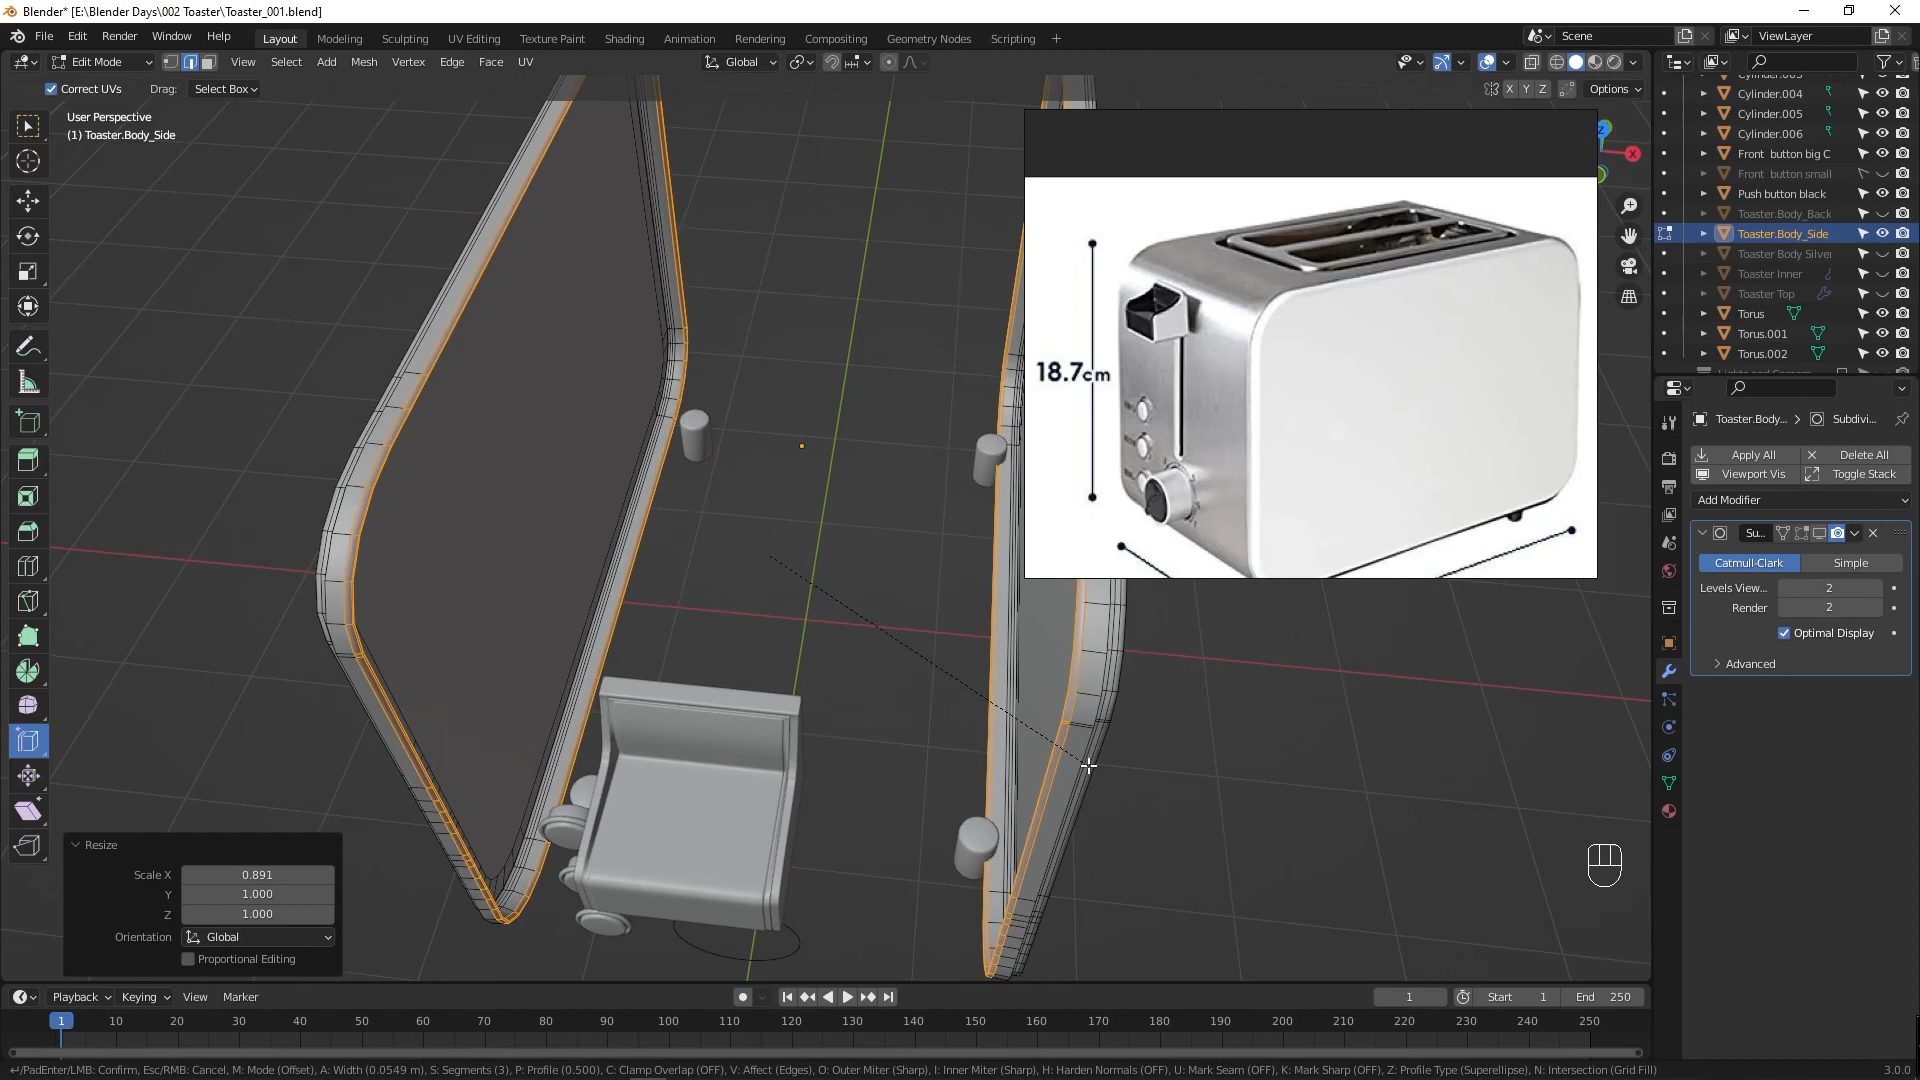 Blender* [E:\Blender Days\002 Toaster\Toaster_001.blend]
File Edit Render Window Help Layout Modeling Sculpting UV Editing Texture Paint Shading Animation Rendering Compositing Geometry Nodes Scripting + Scene ViewLayer
Edit Mode View Select Add Mesh Vertex Edge Face UV Global
Correct UVs Drag: Select Box X Y Z Options
User Perspective
(1) Toaster.Body_Side
Cylinder.004
Cylinder.005
Cylinder.006
Front button big C
Front button small
Push button black
Toaster.Body_Back
Toaster.Body_Side
Toaster Body Silver
Toaster Inner
Toaster Top
Torus
Torus.001
Torus.002
Z
X
18.7cm
Toaster.Body... Subdivi...
Apply All Delete All
Viewport Vis Toggle Stack
Add Modifier
Su...
Catmull-Clark Simple
Levels View... 2
Render 2
Optimal Display
Advanced
Resize
Scale X 0.891
Y 1.000
Z 1.000
Orientation Global
Proportional Editing
Playback Keying View Marker 1 Start 1 End 250
1 10 20 30 40 50 60 70 80 90 100 110 120 130 140 150 160 170 180 190 200 210 220 230 240 250
/PadEnter/LMB: Confirm, Esc/RMB: Cancel, M: Mode (Offset), A: Width (0.0549 m), S: Segments (3), P: Profile (0.500), C: Clamp Overlap (OFF), V: Affect (Edges), O: Outer Miter (Sharp), I: Inner Miter (Sharp), H: Harden Normals (OFF), U: Mark Seam (OFF), K: Mark Sharp (OFF), Z: Profile Type (Superellipse), N: Intersection (Grid Fill) 3.0.0